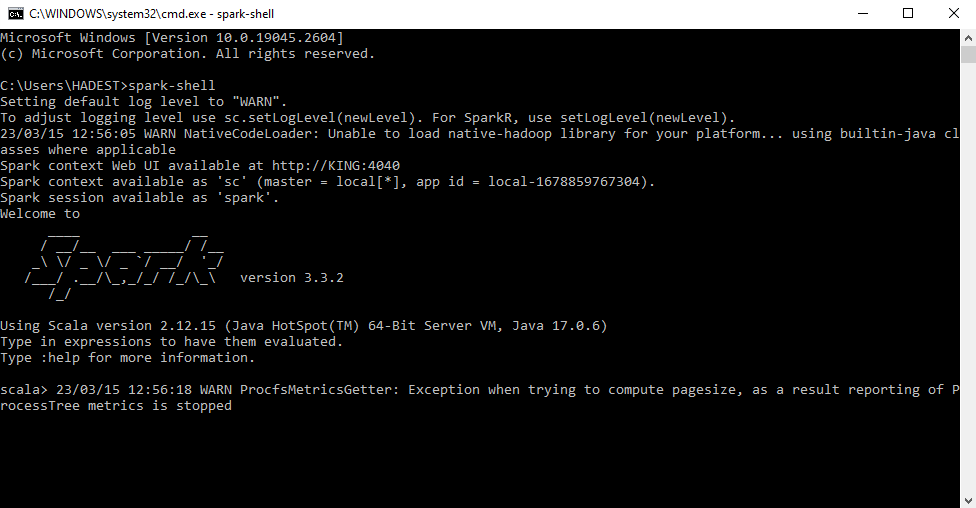 C:\WINDOWS\system32\cmd.exe - spark-shell
Microsoft Windows [Version 10.0.19045.2604]
(c) Microsoft Corporation. All rights reserved.
C:\Users\HADEST>spark-shell
Setting default log level to "WARN".
To adjust logging level use sc.setLogLevel(newLevel). For SparkR, use setLogLevel(newLevel).
23/03/15 12:56:05 WARN NativeCodeLoader: Unable to load native-hadoop library for your platform... using builtin-java cl
asses where applicable
Spark context Web UI available at http://KING:4040
Spark context available as 'sc' (master = local[*], app id = local-1678859767304).
Spark session available as 'spark'.
Welcome to
      ____              __
     / __/__  ___ _____/ /__
    _\ \/ _ \/ _ `/ __/  '_/
   /___/ .__/\_,_/_/ /_/\_\   version 3.3.2
      /_/
Using Scala version 2.12.15 (Java HotSpot(TM) 64-Bit Server VM, Java 17.0.6)
Type in expressions to have them evaluated.
Type :help for more information.
scala> 23/03/15 12:56:18 WARN ProcfsMetricsGetter: Exception when trying to compute pagesize, as a result reporting of P
rocessTree metrics is stopped